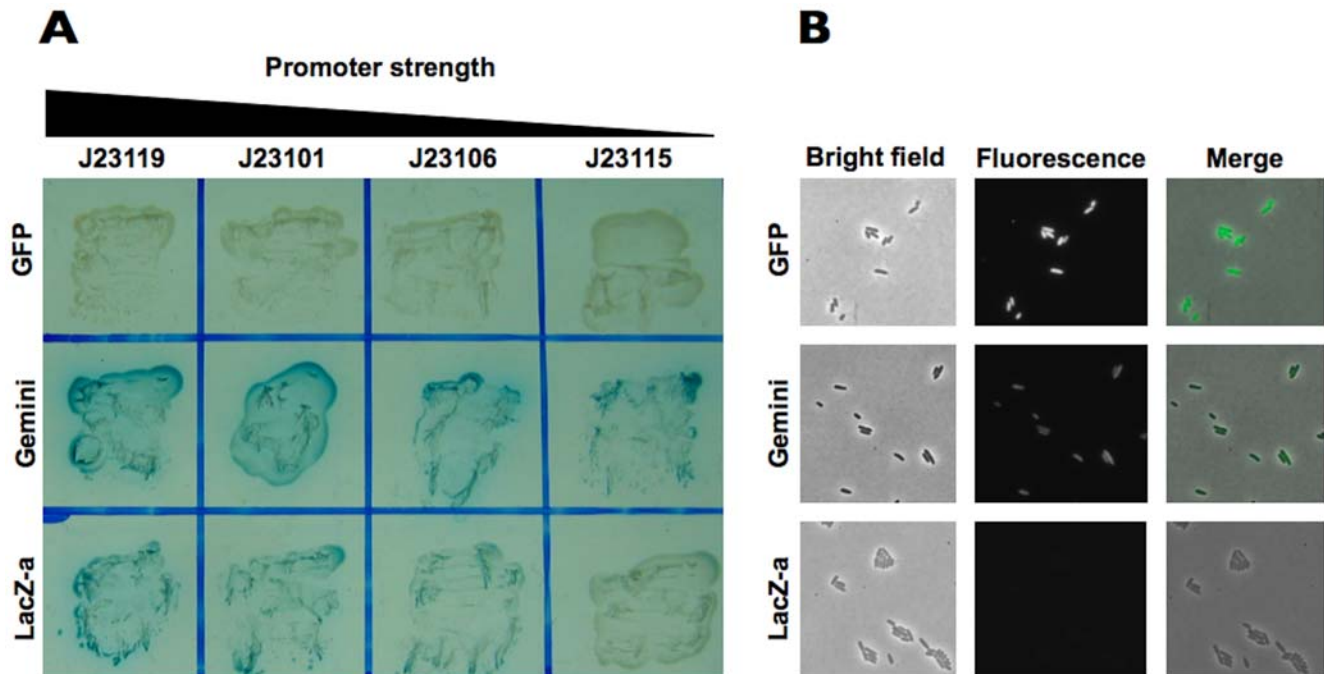 A
Promoter strength
J23119 J23101 J23106 J23115
GFP
Gemini
LacZ-a
B
Bright field Fluorescence Merge
GFP
Gemini
LacZ-a